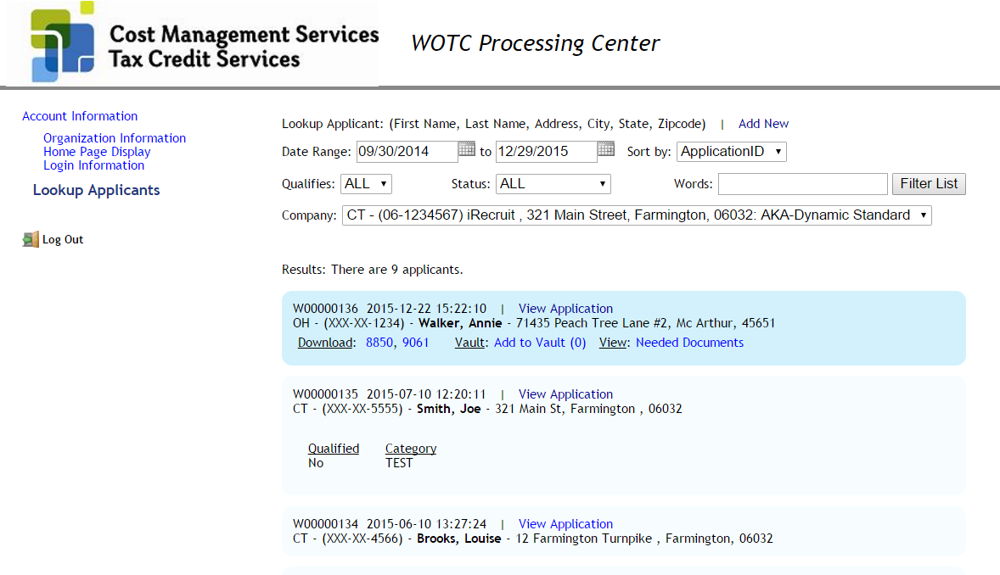 Cost Management Services
Tax Credit Services
WOTC Processing Center
Account Information
Organization Information
Home Page Display
Login Information
Lookup Applicants
Log Out
Lookup Applicant: (First Name, Last Name, Address, City, State, Zipcode) | Add New
Date Range: 09/30/2014 to 12/29/2015 Sort by: ApplicationID
Qualifies: ALL Status: ALL Words: Filter List
Company: CT - (06-1234567) iRecruit , 321 Main Street, Farmington, 06032: AKA-Dynamic Standard
Results: There are 9 applicants.
W00000136 2015-12-22 15:22:10 | View Application
OH - (XXX-XX-1234) - Walker, Annie - 71435 Peach Tree Lane #2, Mc Arthur, 45651
Download: 8850, 9061 Vault: Add to Vault (0) View: Needed Documents
W00000135 2015-07-10 12:20:11 | View Application
CT - (XXX-XX-5555) - Smith, Joe - 321 Main St, Farmington , 06032
Qualified Category
No TEST
W00000134 2015-06-10 13:27:24 | View Application
CT - (XXX-XX-4566) - Brooks, Louise - 12 Farmington Turnpike , Farmington, 06032